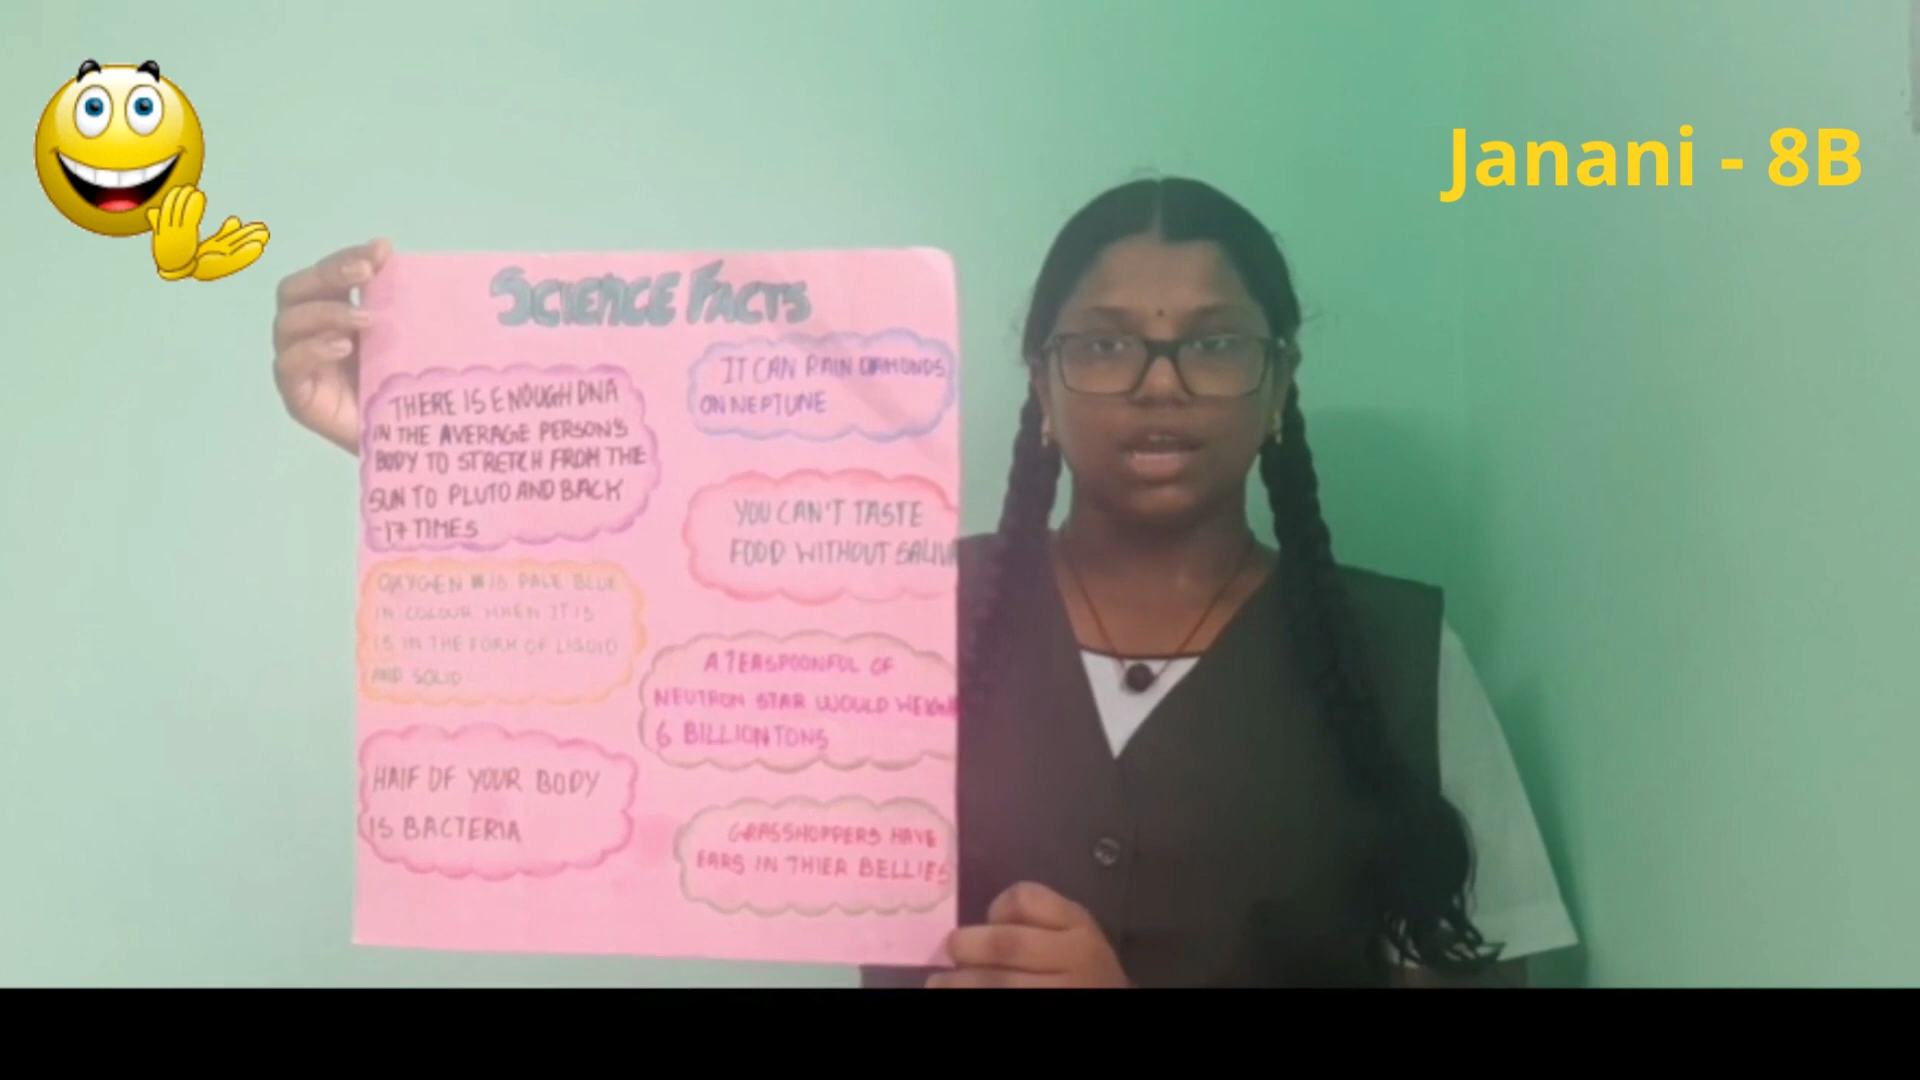 Janani - 8B
SCIENCE FACTS
THERE IS ENOUGH DNA
IN THE AVERAGE PERSON'S
BODY TO STRETCH FROM THE
SUN TO PLUTO AND BACK
-17 TIMES
OXYGEN IS PALE BLUE
IN COLOUR WHEN IT IS
IS IN THE FORM OF LIQUID
AND SOLID
HALF OF YOUR BODY
IS BACTERIA
IT CAN RAIN DIAMONDS
ON NEPTUNE
YOU CAN'T TASTE
FOOD WITHOUT SALIVA
A TEASPOONFUL OF
NEUTRON STAR WOULD WEIGH
6 BILLION TONS
GRASSHOPPERS HAVE
EARS IN THIER BELLIES